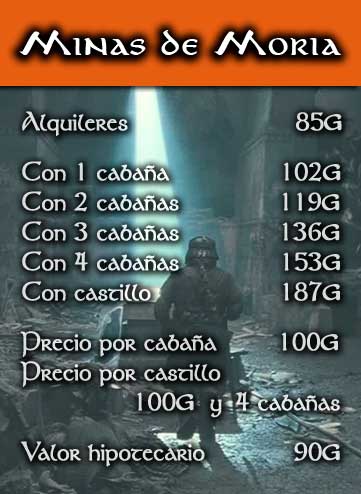 Minas de Moria
Alquileres 85G
Con 1 cabaña 102G
Con 2 cabañas 119G
Con 3 cabañas 136G
Con 4 cabañas 153G
Con castillo 187G
Precio por cabaña 100G
Precio por castillo
100G y 4 cabañas
Valor hipotecario 90G